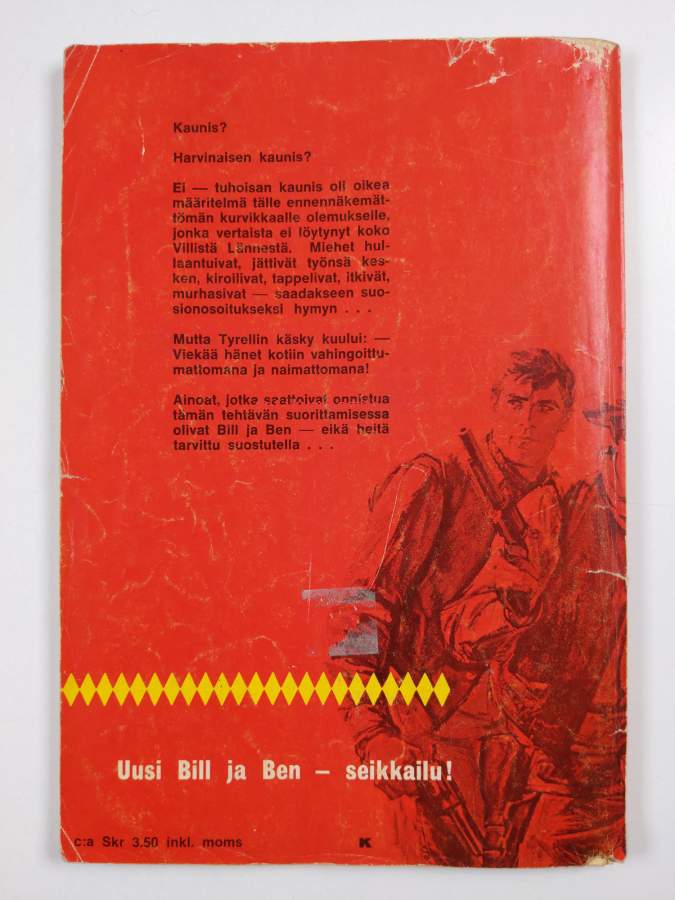 Kaunis?
Harvinaisen kaunis?
Ei — tuhoisan kaunis oli oikea
määritelmä tälle ennennäkemät-
tömän kurvikkaalle olemukselle,
jonka vertaista ei löytynyt koko
Villistä Lännestä. Miehet hul-
laantuivat, jättivät työnsä kes-
ken, kiroilivat, tappelivat, itkivät,
murhasivat — saadakseen suo-
sionosoitukseksi hymyn . . .
Mutta Tyrellin käsky kuului: —
Viekää hänet kotiin vahingoittu-
mattomana ja naimattomana!
Ainoat, jotka saattoivat onnistua
tämän tehtävän suorittamisessa
olivat Bill ja Ben — eikä heitä
tarvittu suostutella . . .
Uusi Bill ja Ben – seikkailu!
c:a Skr 3.50 inkl. moms K